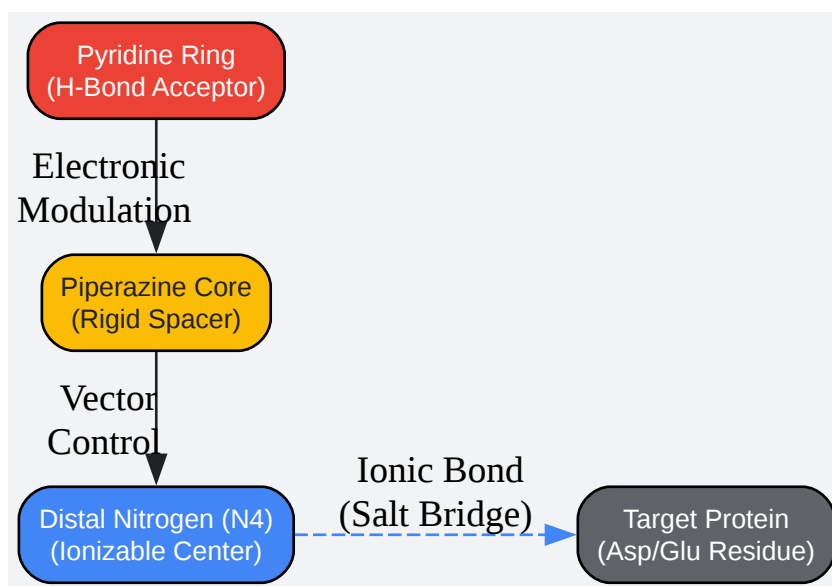 Pyridine Ring
(H-Bond Acceptor)
Electronic
Modulation
Piperazine Core
(Rigid Spacer)
Vector
Control
Distal Nitrogen (N4)
(Ionizable Center)
Ionic Bond
(Salt Bridge)
Target Protein
(Asp/Glu Residue)